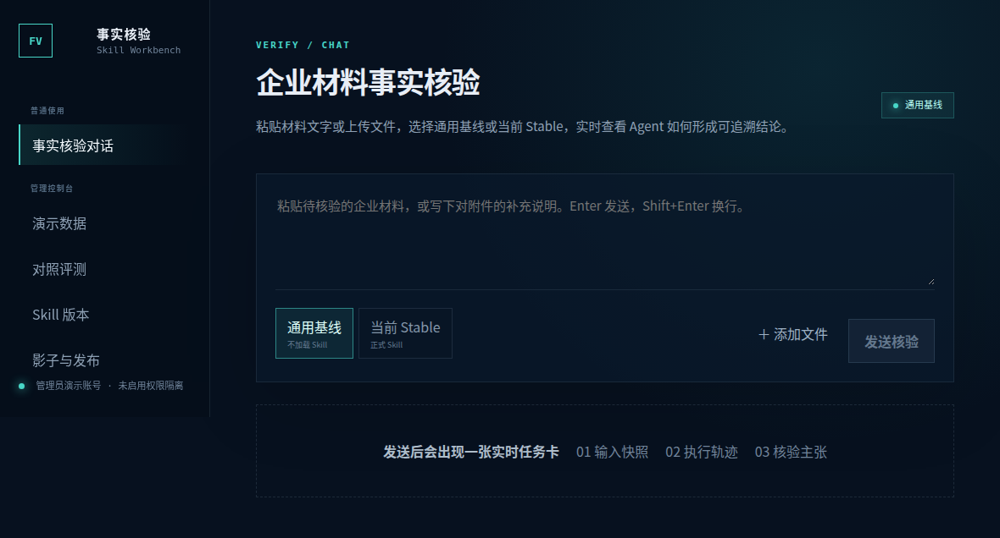 FV
事实核验
Skill Workbench
普通使用
事实核验对话
管理控制台
演示数据
对照评测
Skill 版本
影子与发布
管理员演示账号 · 未启用权限隔离
VERIFY / CHAT
企业材料事实核验
粘贴材料文字或上传文件，选择通用基线或当前 Stable，实时查看 Agent 如何形成可追溯结论。
通用基线
粘贴待核验的企业材料，或写下对附件的补充说明。Enter 发送，Shift+Enter 换行。
通用基线
不加载 Skill
当前 Stable
正式 Skill
＋ 添加文件
发送核验
发送后会出现一张实时任务卡 01 输入快照 02 执行轨迹 03 核验主张